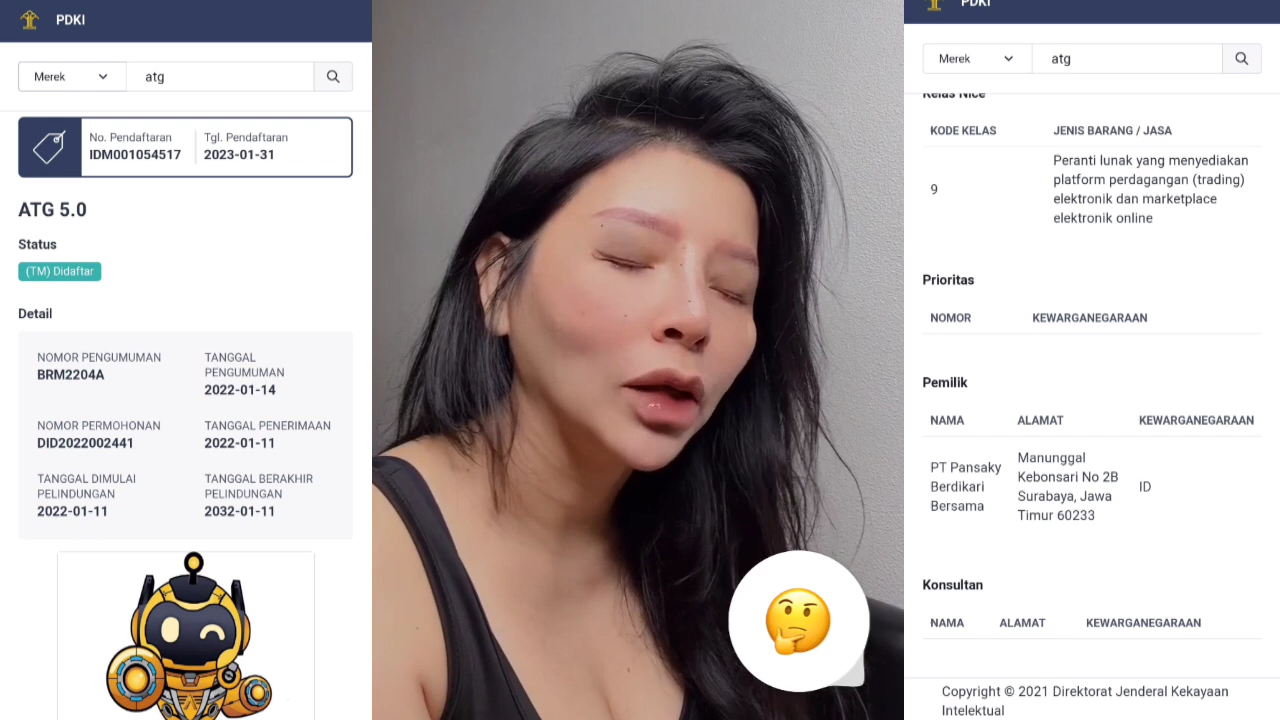 PDKI
Merek
atg
No. Pendaftaran
IDM001054517
Tgl. Pendaftaran
2023-01-31
ATG 5.0
Status
(TM) Didaftar
Detail
NOMOR PENGUMUMAN
BRM2204A
TANGGAL
PENGUMUMAN
2022-01-14
NOMOR PERMOHONAN
DID2022002441
TANGGAL PENERIMAAN
2022-01-11
TANGGAL DIMULAI
PELINDUNGAN
2022-01-11
TANGGAL BERAKHIR
PELINDUNGAN
2032-01-11
PDKI
Merek
atg
Kelas Nice
KODE KELAS
JENIS BARANG / JASA
9
Peranti lunak yang menyediakan
platform perdagangan (trading)
elektronik dan marketplace
elektronik online
Prioritas
NOMOR
KEWARGANEGARAAN
Pemilik
NAMA
ALAMAT
KEWARGANEGARAAN
PT Pansaky
Berdikari
Bersama
Manunggal
Kebonsari No 2B
Surabaya, Jawa
Timur 60233
ID
Konsultan
NAMA
ALAMAT
KEWARGANEGARAAN
Copyright © 2021 Direktorat Jenderal Kekayaan
Intelektual